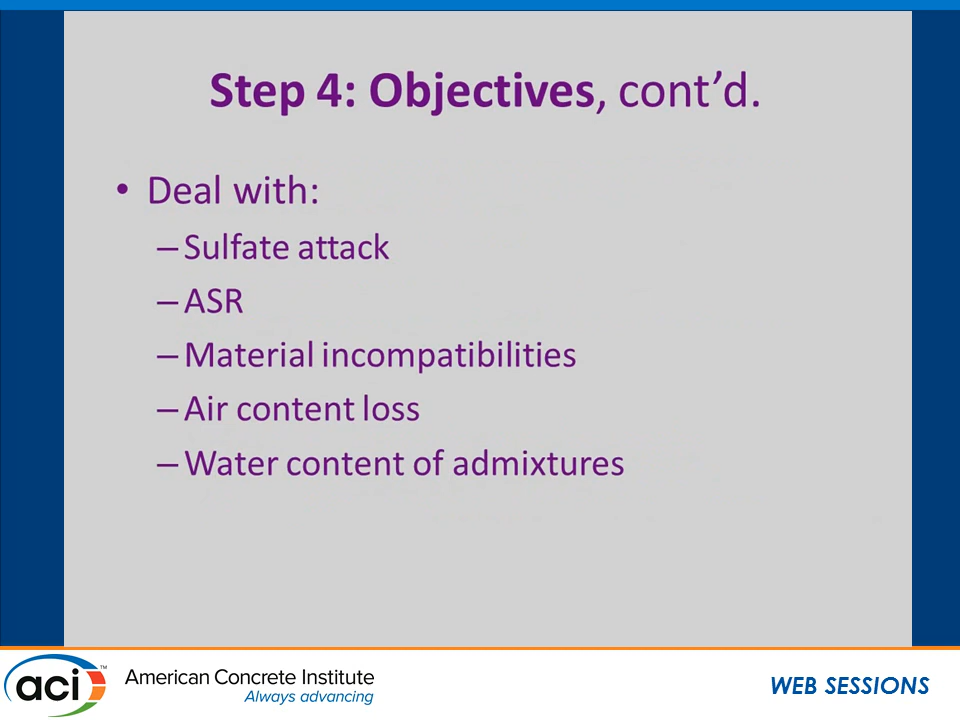 Step 4: Objectives, cont’d.
• Deal with:
– Sulfate attack
– ASR
– Material incompatibilities
– Air content loss
– Water content of admixtures
aci™
American Concrete Institute
Always advancing
WEB SESSIONS